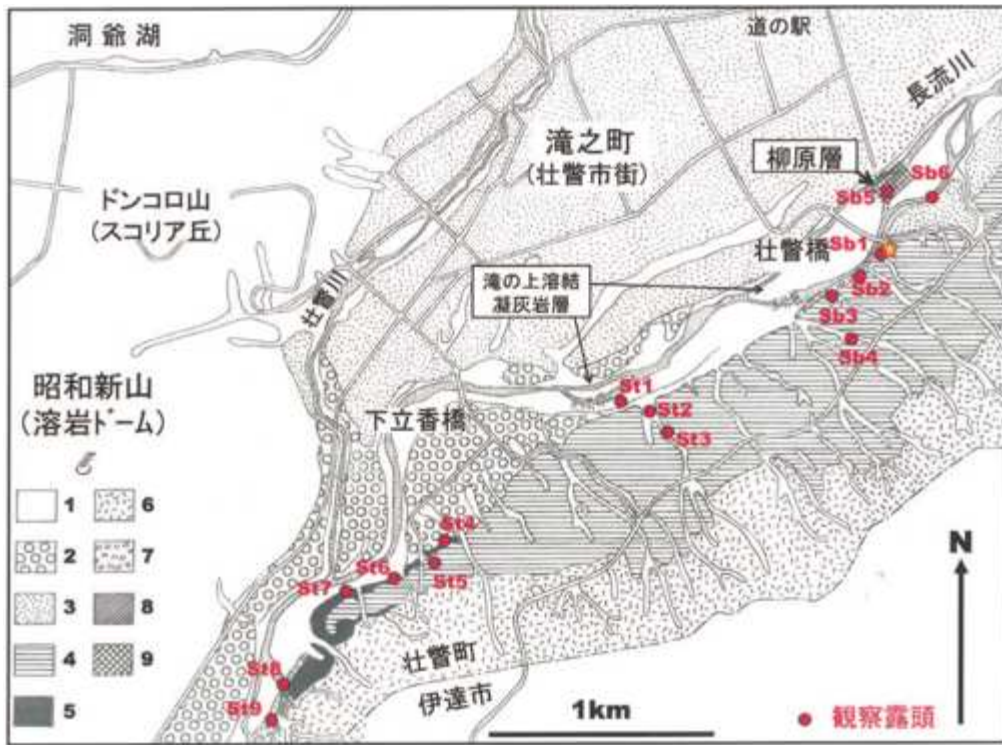 洞爺湖
道の駅
長流川
滝之町
(壮瞥市街)
柳原層
Sb6
Sb5
ドンコロ山
(スコリア丘)
壮瞥橋
Sb1
滝の上溶結
凝灰岩層
Sb2
壮瞥川
Sb3
Sb4
昭和新山
(溶岩ドーム)
St1
St2
下立香橋
St3
1
6
2
7
3
8
4
9
5
St4
St5
St6
St7
N
壮瞥町
伊達市
St8
St9
1km
観察露頭